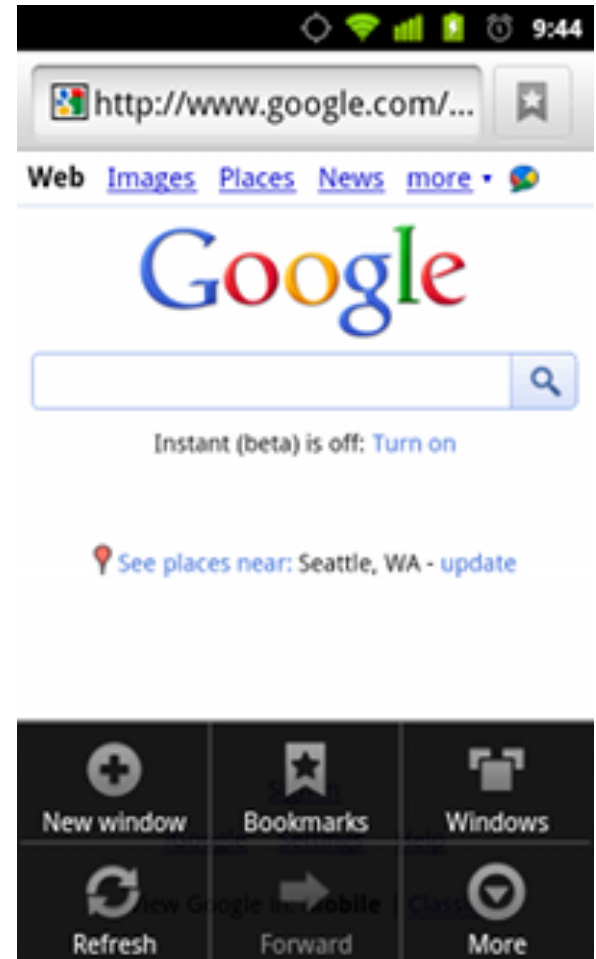 9:44
http://www.google.com/...
Web Images Places News more
Google
Instant (beta) is off: Turn on
See places near: Seattle, WA - update
New window Bookmarks Windows
Refresh Forward More